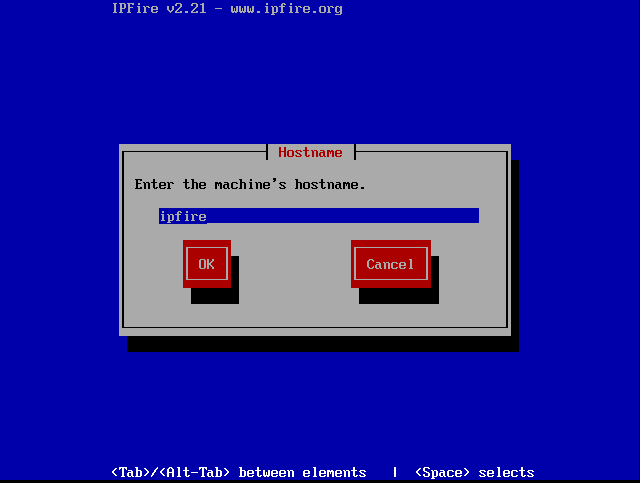 IPFire v2.21 - www.ipfire.org
Hostname
Enter the machine's hostname.
ipfire
OK Cancel
<Tab>/<Alt-Tab> between elements | <Space> selects